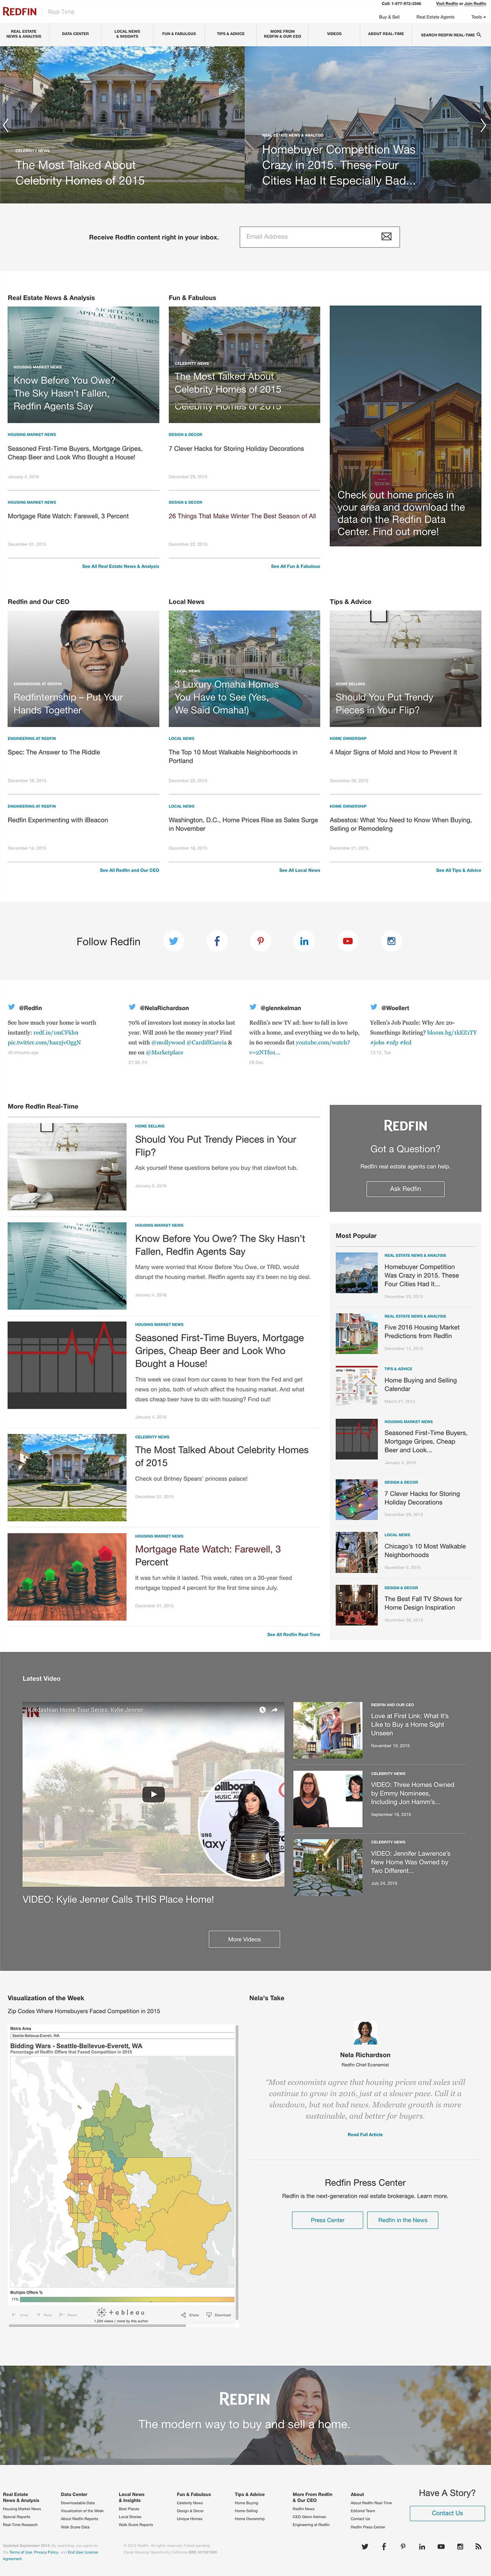 Call: 1-877-973-3346 Visit Redfin or Join Redfin
REDFIN Real-Time
Buy & Sell Real Estate Agents Tools
REAL ESTATE NEWS & ANALYSIS
DATA CENTER
LOCAL NEWS & INSIGHTS
FUN & FABULOUS
TIPS & ADVICE
MORE FROM REDFIN & OUR CEO
VIDEOS
ABOUT REAL-TIME
SEARCH REDFIN REAL-TIME
CELEBRITY NEWS
The Most Talked About
Celebrity Homes of 2015
REAL ESTATE NEWS & ANALYSIS
Homebuyer Competition Was
Crazy in 2015. These Four
Cities Had It Especially Bad...
Receive Redfin content right in your inbox.
Email Address
Real Estate News & Analysis
MORTGAGE
APPLICATION FOR
HOUSING MARKET NEWS
Know Before You Owe?
The Sky Hasn't Fallen,
Redfin Agents Say
HOUSING MARKET NEWS
Seasoned First-Time Buyers, Mortgage Gripes,
Cheap Beer and Look Who Bought a House!
January 4, 2016
HOUSING MARKET NEWS
Mortgage Rate Watch: Farewell, 3 Percent
December 31, 2015
See All Real Estate News & Analysis
Fun & Fabulous
CELEBRITY NEWS
The Most Talked About
Celebrity Homes of 2015
Celebrity Homes of 2015
DESIGN & DECOR
7 Clever Hacks for Storing Holiday Decorations
December 29, 2015
DESIGN & DECOR
26 Things That Make Winter The Best Season of All
December 22, 2015
See All Fun & Fabulous
Check out home prices in
your area and download the
data on the Redfin Data
Center. Find out more!
Redfin and Our CEO
ENGINEERING AT REDFIN
Redfinternship – Put Your
Hands Together
ENGINEERING AT REDFIN
Spec: The Answer to The Riddle
December 18, 2015
ENGINEERING AT REDFIN
Redfin Experimenting with iBeacon
December 14, 2015
See All Redfin and Our CEO
Local News
LOCAL NEWS
3 Luxury Omaha Homes
You Have to See (Yes,
We Said Omaha!)
LOCAL NEWS
The Top 10 Most Walkable Neighborhoods in
Portland
December 22, 2015
LOCAL NEWS
Washington, D.C., Home Prices Rise as Sales Surge
in November
December 18, 2015
See All Local News
Tips & Advice
HOME SELLING
Should You Put Trendy
Pieces in Your Flip?
HOME OWNERSHIP
4 Major Signs of Mold and How to Prevent It
December 28, 2015
HOME OWNERSHIP
Asbestos: What You Need to Know When Buying,
Selling or Remodeling
December 21, 2015
See All Tips & Advice
Follow Redfin
@Redfin
See how much your home is worth
instantly: redf.in/1mCFkhn
pic.twitter.com/haszjvOggN
49 minutes ago
@NelaRichardson
70% of investors lost money in stocks last
year. Will 2016 be the money year? Find
out with @mollywood @CardiffGarcia &
me on @Marketplace
@glennkelman
Redfin's new TV ad: how to fall in love
with a home, and everything we do to help,
in 60 seconds flat youtube.com/watch?
28 Dec
@Woellert
Yellen's Job Puzzle: Why Are 20-
Somethings Retiring? bloom.bg/1kEZ1TY
#jobs #nfp #fed
More Redfin Real-Time
HOME SELLING
Should You Put Trendy Pieces in Your
Flip?
Ask yourself these questions before you buy that clawfoot tub.
January 5, 2016
HOUSING MARKET NEWS
Know Before You Owe? The Sky Hasn't
Fallen, Redfin Agents Say
Many were worried that Know Before You Owe, or TRID, would
disrupt the housing market. Redfin agents say it's been no big deal.
January 4, 2016
HOUSING MARKET NEWS
Seasoned First-Time Buyers, Mortgage
Gripes, Cheap Beer and Look Who
Bought a House!
This week we crawl from our caves to hear from the Fed and get
news on jobs, both of which affect the housing market. And what
does cheap beer have to do with housing? Find out!
January 4, 2016
CELEBRITY NEWS
The Most Talked About Celebrity Homes
of 2015
Check out Britney Spears' princess palace!
December 31, 2015
HOUSING MARKET NEWS
Mortgage Rate Watch: Farewell, 3
Percent
It was fun while it lasted. This week, rates on a 30-year fixed
mortgage topped 4 percent for the first time since July.
December 31, 2015
See All Redfin Real-Time
REDFIN
Got a Question?
Redfin real estate agents can help.
Ask Redfin
Most Popular
REAL ESTATE NEWS & ANALYSIS
Homebuyer Competition
Was Crazy in 2015. These
Four Cities Had It...
December 29, 2015
REAL ESTATE NEWS & ANALYSIS
Five 2016 Housing Market
Predictions from Redfin
December 14, 2015
TIPS & ADVICE
Home Buying and Selling
Calendar
March 21, 2013
HOUSING MARKET NEWS
Seasoned First-Time Buyers,
Mortgage Gripes, Cheap
Beer and Look...
January 4, 2016
DESIGN & DECOR
7 Clever Hacks for Storing
Holiday Decorations
December 29, 2015
LOCAL NEWS
Chicago's 10 Most Walkable
Neighborhoods
November 4, 2015
DESIGN & DECOR
The Best Fall TV Shows for
Home Design Inspiration
November 30, 2015
Latest Video
Kardashian Home Tour Series: Kylie Jenner
billboard
MUSIC AW
VIDEO: Kylie Jenner Calls THIS Place Home!
REDFIN AND OUR CEO
Love at First Link: What It's
Like to Buy a Home Sight
Unseen
November 10, 2015
CELEBRITY NEWS
VIDEO: Three Homes Owned
by Emmy Nominees,
Including Jon Hamm's...
September 16, 2015
CELEBRITY NEWS
VIDEO: Jennifer Lawrence's
New Home Was Owned by
Two Different...
July 24, 2015
More Videos
Visualization of the Week
Zip Codes Where Homebuyers Faced Competition in 2015
Metro Area
Seattle-Bellevue-Everett, WA
Bidding Wars - Seattle-Bellevue-Everett, WA
Percentage of Redfin Offers that Faced Competition in 2015
Multiple Offers %
11%
Undo Redo Reset
+ a b l e a u
Share Download
Nela's Take
Nela Richardson
Redfin Chief Economist
"Most economists agree that housing prices and sales will
continue to grow in 2016, just at a slower pace. Call it a
slowdown, but not bad news. Moderate growth is more
sustainable, and better for buyers.
Read Full Article
Redfin Press Center
Redfin is the next-generation real estate brokerage. Learn more.
Press Center
Redfin in the News
REDFIN
The modern way to buy and sell a home.
Real Estate
News & Analysis
Housing Market News
Special Reports
Real-Time Research
Data Center
Downloadable Data
Visualization of the Week
About Redfin Reports
Walk Score Data
Local News
& Insights
Best Places
Local Stories
Walk Score Reports
Fun & Fabulous
Celebrity News
Design & Decor
Unique Homes
Tips & Advice
Home Buying
Home Selling
Home Ownership
More From Redfin
& Our CEO
Redfin News
CEO Glenn Kelman
Engineering at Redfin
About
About Redfin Real-Time
Editorial Team
Contact Us
Redfin Press Center
Have A Story?
Contact Us